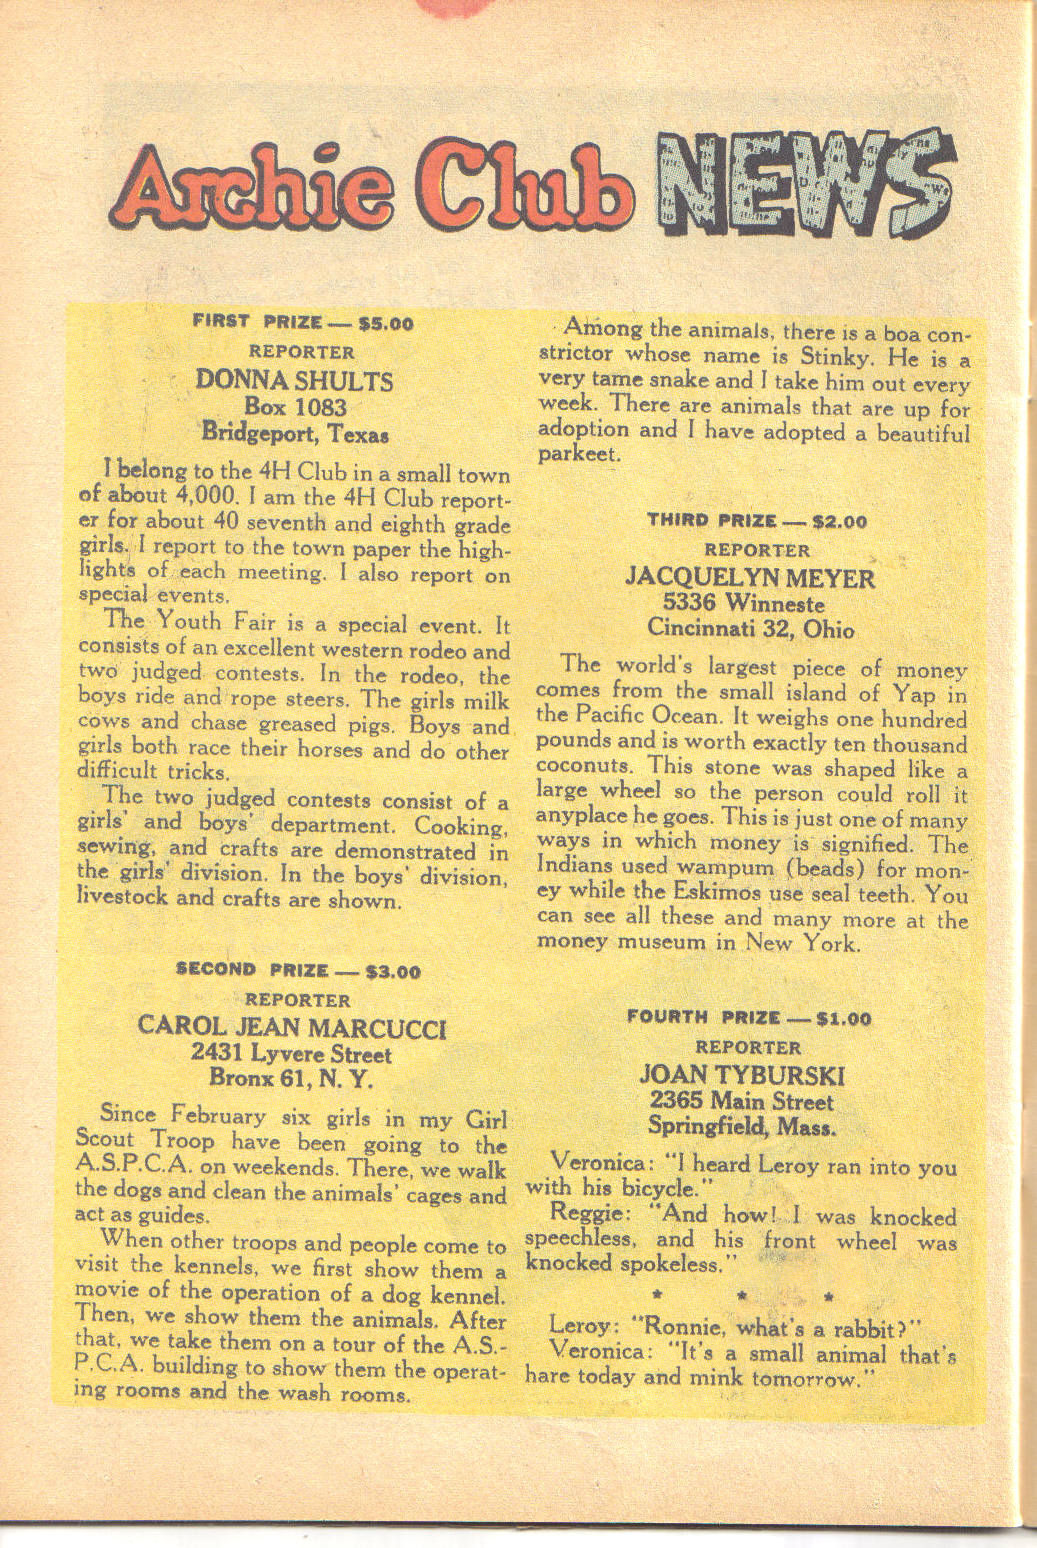 Archie Club NEWS
FIRST PRIZE — $5.00
REPORTER
DONNA SHULTS
Box 1083
Bridgeport, Texas
I belong to the 4H Club in a small town
of about 4,000. I am the 4H Club report-
er for about 40 seventh and eighth grade
girls. I report to the town paper the high-
lights of each meeting. I also report on
special events.
The Youth Fair is a special event. It
consists of an excellent western rodeo and
two judged contests. In the rodeo, the
boys ride and rope steers. The girls milk
cows and chase greased pigs. Boys and
girls both race their horses and do other
difficult tricks.
The two judged contests consist of a
girls' and boys' department. Cooking,
sewing, and crafts are demonstrated in
the girls' division. In the boys' division,
livestock and crafts are shown.
SECOND PRIZE — $3.00
REPORTER
CAROL JEAN MARCUCCI
2431 Lyvere Street
Bronx 61, N. Y.
Since February six girls in my Girl
Scout Troop have been going to the
A.S.P.C.A. on weekends. There, we walk
the dogs and clean the animals' cages and
act as guides.
When other troops and people come to
visit the kennels, we first show them a
movie of the operation of a dog kennel.
Then, we show them the animals. After
that, we take them on a tour of the A.S.-
P.C.A. building to show them the operat-
ing rooms and the wash rooms.
Among the animals, there is a boa con-
strictor whose name is Stinky. He is a
very tame snake and I take him out every
week. There are animals that are up for
adoption and I have adopted a beautiful
parkeet.
THIRD PRIZE — $2.00
REPORTER
JACQUELYN MEYER
5336 Winneste
Cincinnati 32, Ohio
The world's largest piece of money
comes from the small island of Yap in
the Pacific Ocean. It weighs one hundred
pounds and is worth exactly ten thousand
coconuts. This stone was shaped like a
large wheel so the person could roll it
anyplace he goes. This is just one of many
ways in which money is signified. The
Indians used wampum (beads) for mon-
ey while the Eskimos use seal teeth. You
can see all these and many more at the
money museum in New York.
FOURTH PRIZE — $1.00
REPORTER
JOAN TYBURSKI
2365 Main Street
Springfield, Mass.
Veronica: "I heard Leroy ran into you
with his bicycle."
Reggie: "And how! I was knocked
speechless, and his front wheel was
knocked spokeless."
* * *
Leroy: "Ronnie, what's a rabbit?"
Veronica: "It's a small animal that's
hare today and mink tomorrow."